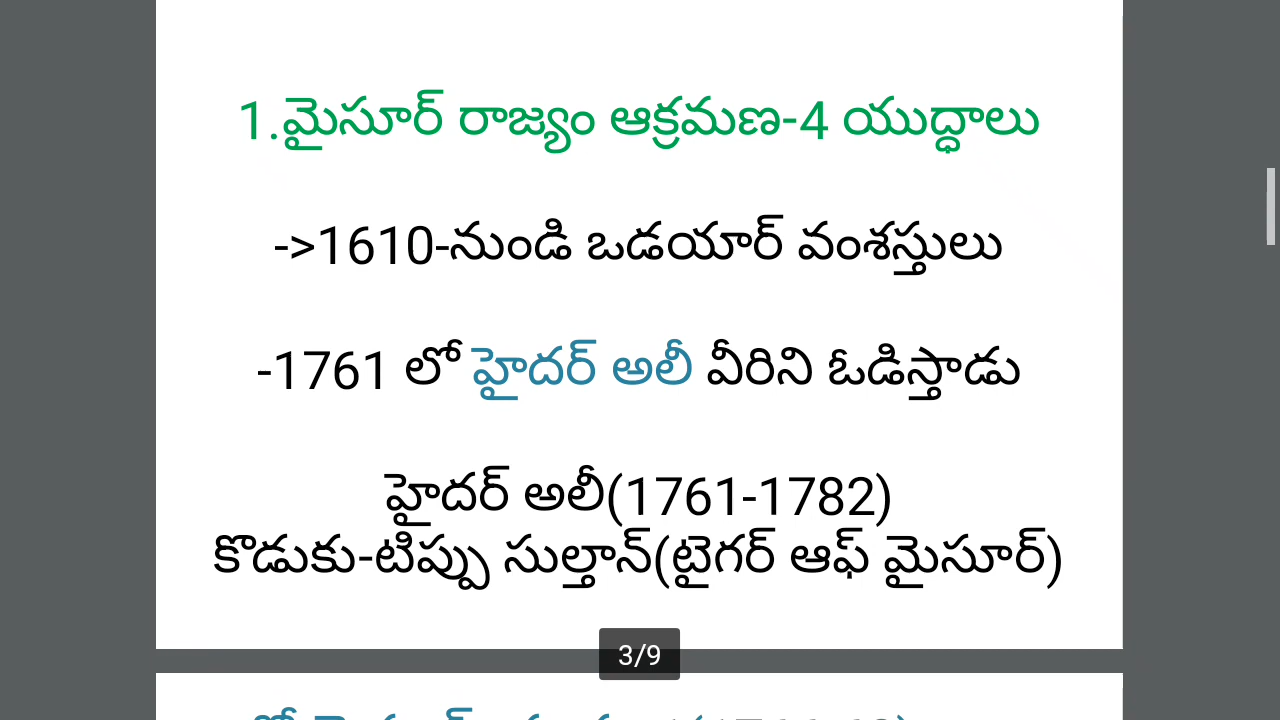 1.మైసూర్ రాజ్యం ఆక్రమణ-4 యుద్ధాలు
->1610-నుండి ఒడయార్ వంశస్తులు
-1761 లో హైదర్ అలీ వీరిని ఓడిస్తాడు
హైదర్ అలీ(1761-1782)
కొడుకు-టిప్పు సుల్తాన్(టైగర్ ఆఫ్ మైసూర్)
3/9